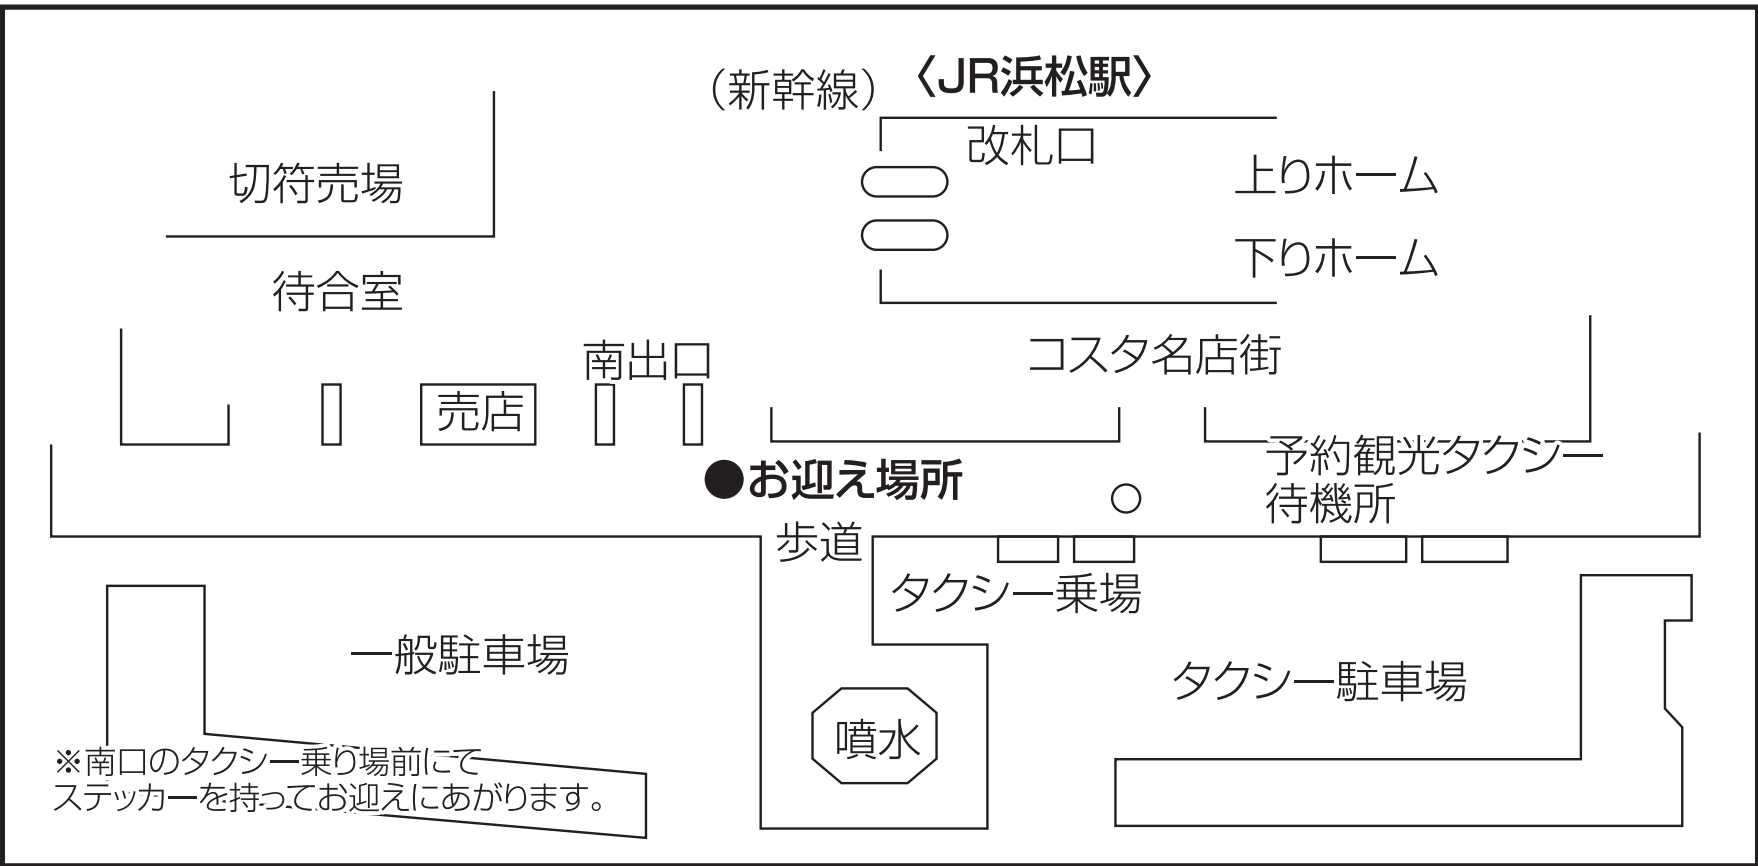 （新幹線）〈JR浜松駅〉
改札口
切符売場
上りホーム
下りホーム
待合室
南出口
コスタ名店街
売店
●お迎え場所
予約観光タクシー
待機所
歩道
タクシー乗場
一般駐車場
タクシー駐車場
噴水
※南口のタクシー乗り場前にて
ステッカーを持ってお迎えにあがります。